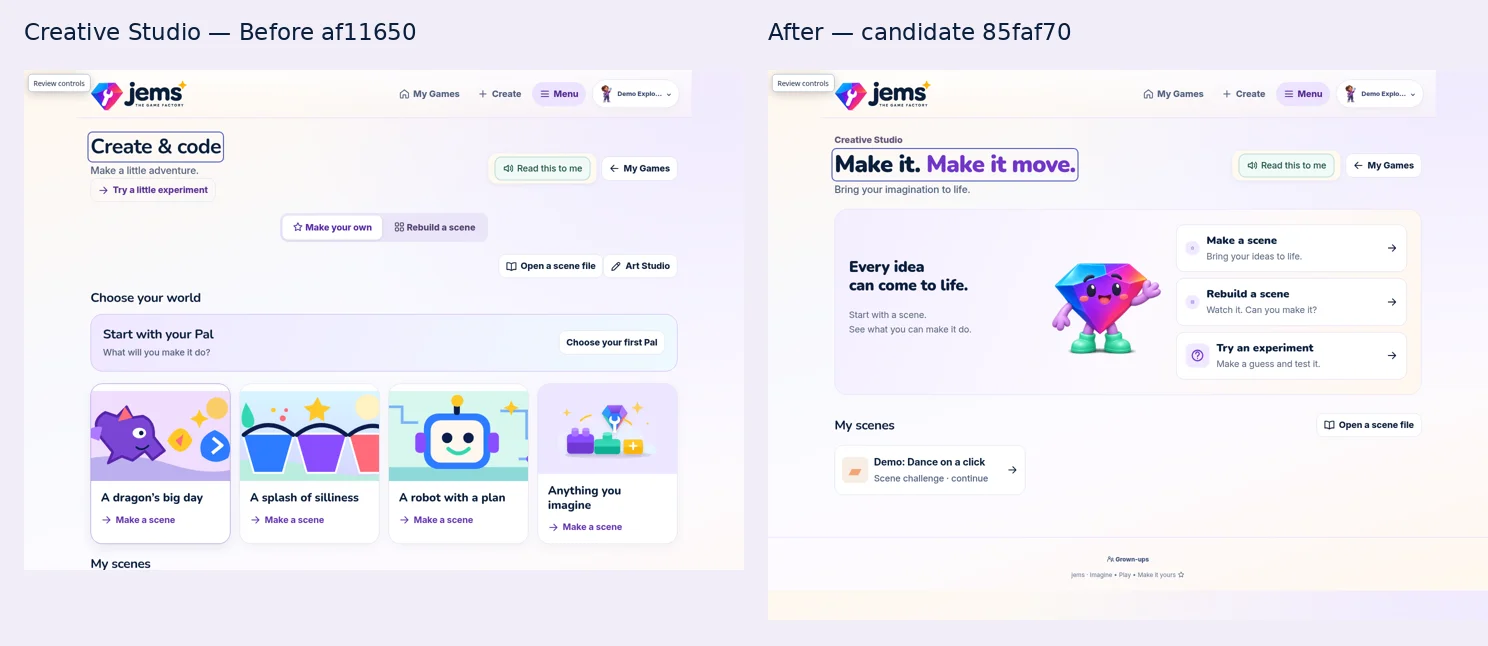 Creative Studio — Before af11650
Review controls
jems
THE GAME FACTORY
My Games
Create
Menu
Demo Explo...
Create & code
Make a little adventure.
Try a little experiment
Read this to me
My Games
Make your own
Rebuild a scene
Open a scene file
Art Studio
Choose your world
Start with your Pal
What will you make it do?
Choose your first Pal
A dragon’s big day
Make a scene
A splash of silliness
Make a scene
A robot with a plan
Make a scene
Anything you
imagine
Make a scene
My scenes
After — candidate 85faf70
Review controls
jems
THE GAME FACTORY
My Games
Create
Menu
Demo Explo...
Creative Studio
Make it. Make it move.
Bring your imagination to life.
Read this to me
My Games
Every idea
can come to life.
Start with a scene.
See what you can make it do.
Make a scene
Bring your ideas to life.
Rebuild a scene
Watch it. Can you make it?
Try an experiment
Make a guess and test it.
My scenes
Open a scene file
Demo: Dance on a click
Scene challenge · continue
Grown-ups
jems · Imagine • Play • Make it yours